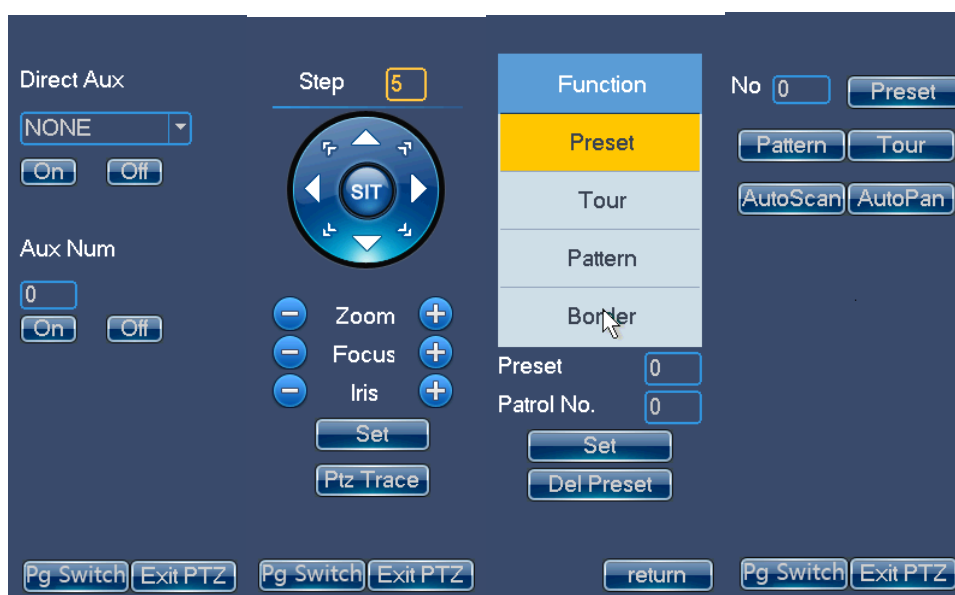 Direct Aux
NONE
On Off
Aux Num
0
On Off
Pg Switch Exit PTZ
Step 5
SIT
Zoom
Focus
Iris
Set
Ptz Trace
Pg Switch Exit PTZ
Function
Preset
Tour
Pattern
Border
Preset 0
Patrol No. 0
Set
Del Preset
return
No 0 Preset
Pattern Tour
AutoScan AutoPan
Pg Switch Exit PTZ